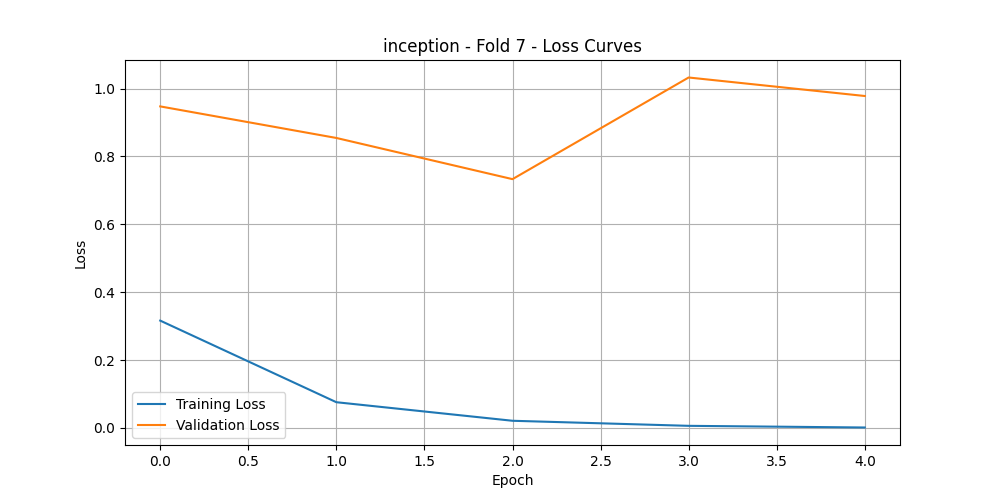 inception - Fold 7 - Loss Curves
Loss
1.0
0.8
0.6
0.4
0.2
0.0
Training Loss
Validation Loss
0.0 0.5 1.0 1.5 2.0 2.5 3.0 3.5 4.0
Epoch